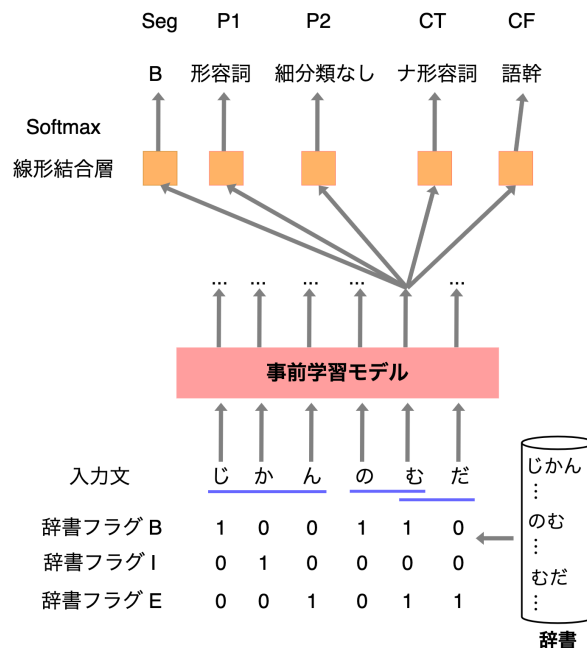 Seg P1 P2 CT CF
B 形容詞 細分類なし ナ形容詞 語幹
Softmax
線形結合層
... ... ... ... ...
事前学習モデル
入力文 じ か ん の む だ
辞書フラグ B 1 0 0 1 1 0
辞書フラグ I 0 1 0 0 0 0
辞書フラグ E 0 0 1 0 1 1
じかん
⋮
のむ
⋮
むだ
⋮
辞書